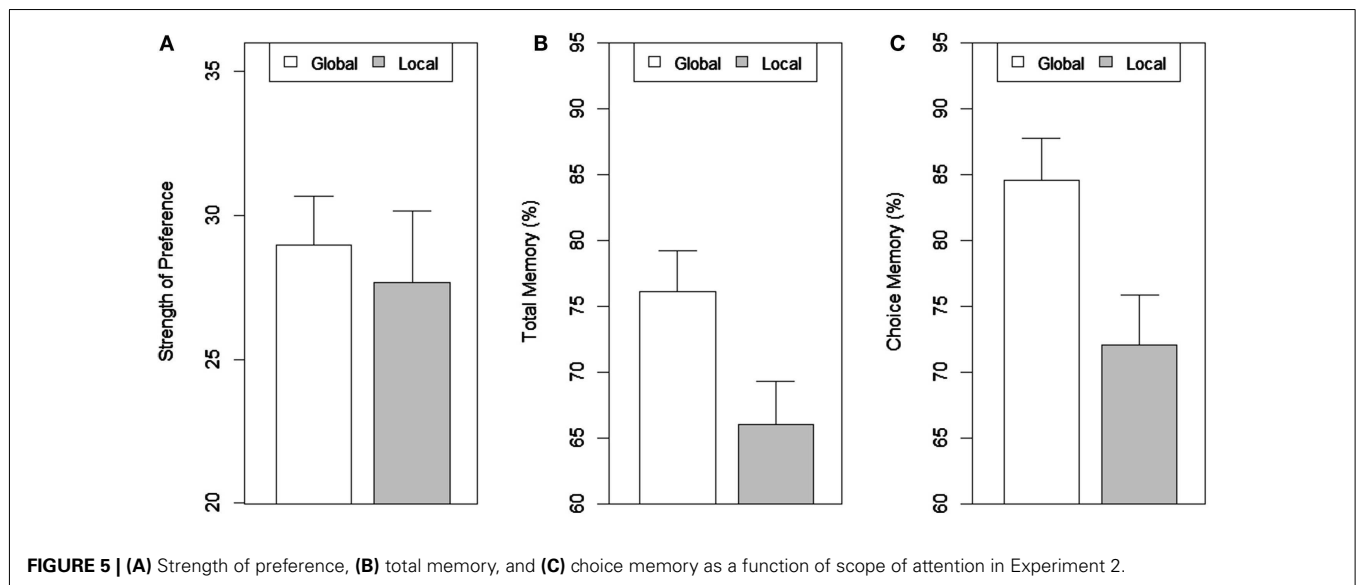 A
Global Local
35
30
25
20
Strength of Preference
B
Global Local
95
90
85
80
75
70
65
60
Total Memory (%)
C
Global Local
95
90
85
80
75
70
65
60
Choice Memory (%)
FIGURE 5 | (A) Strength of preference, (B) total memory, and (C) choice memory as a function of scope of attention in Experiment 2.